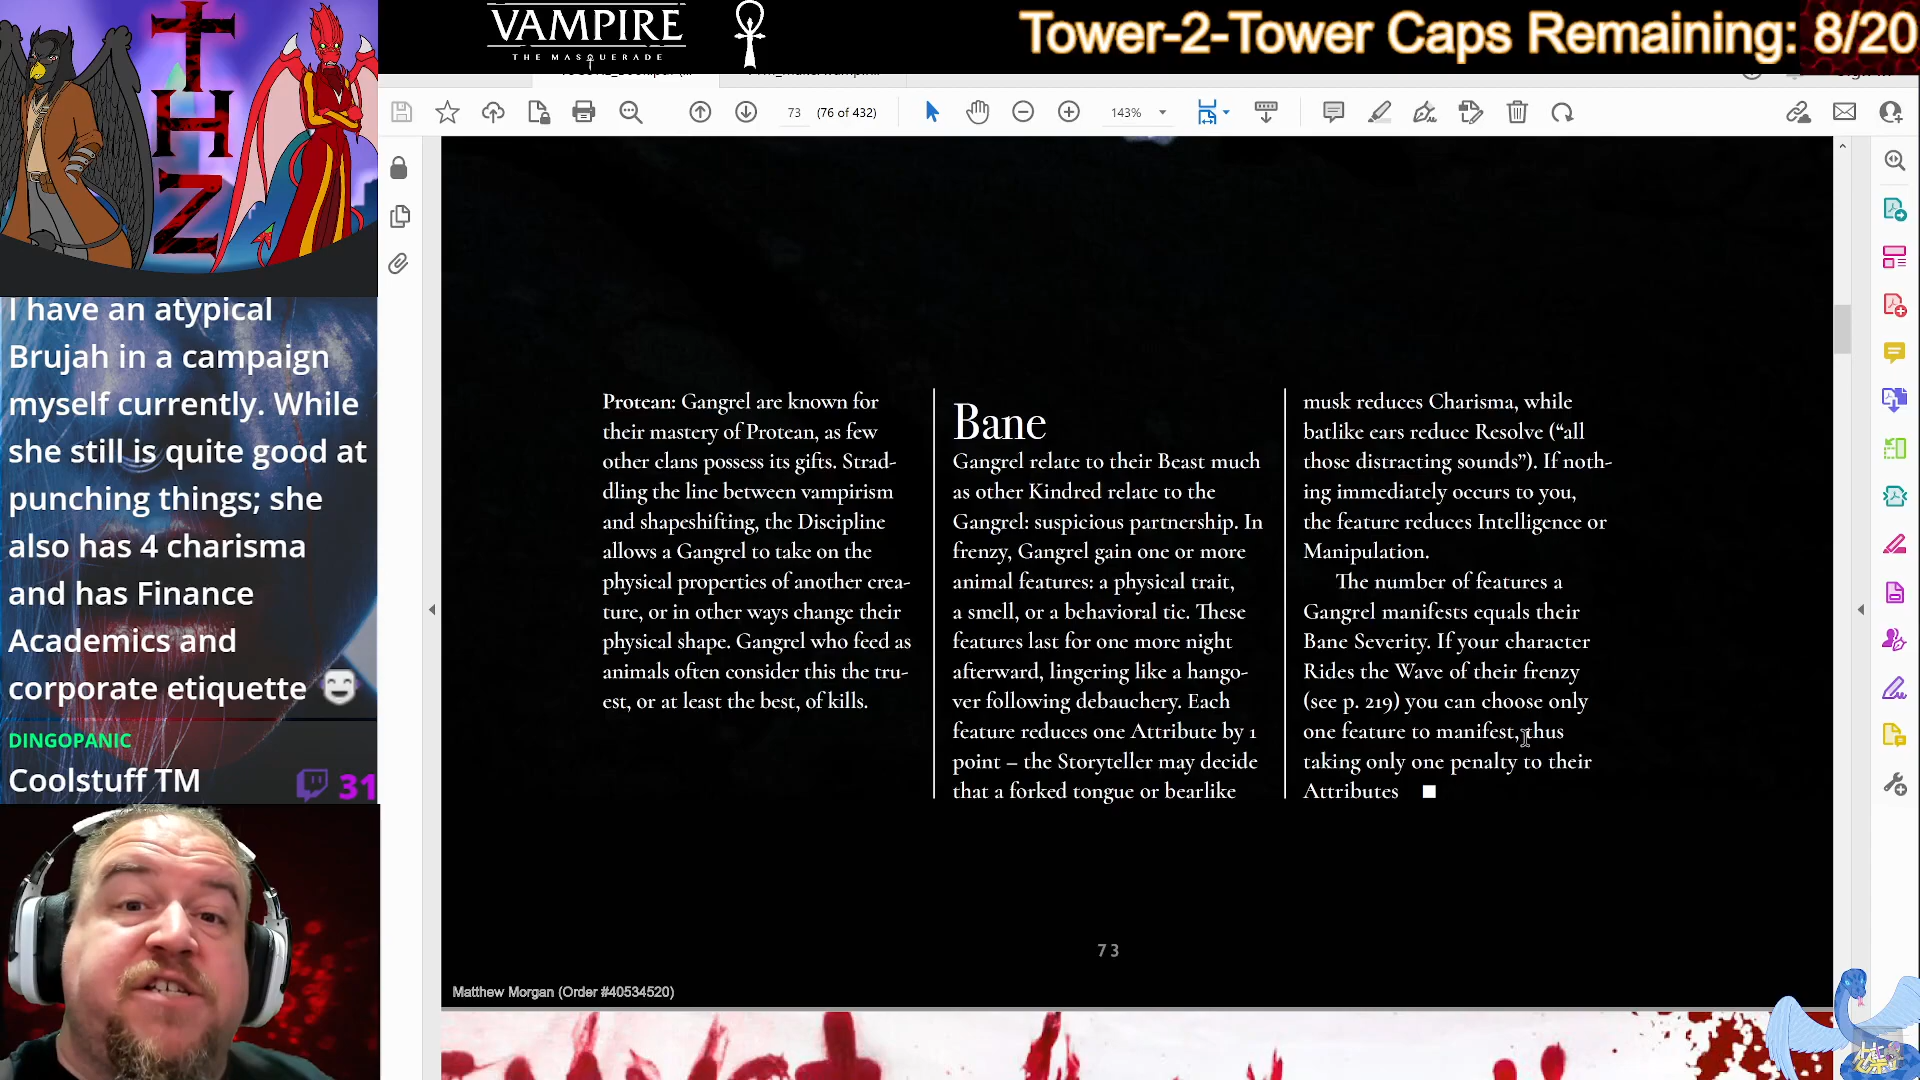 THZ
VAMPIRE
THE MASQUERADE
Tower-2-Tower Caps Remaining: 8/20
73 (76 of 432)
143%
I have an atypical
Brujah in a campaign
myself currently. While
she still is quite good at
punching things; she
also has 4 charisma
and has Finance
Academics and
corporate etiquette
DINGOPANIC
Coolstuff TM
31
Protean: Gangrel are known for
their mastery of Protean, as few
other clans possess its gifts. Strad-
dling the line between vampirism
and shapeshifting, the Discipline
allows a Gangrel to take on the
physical properties of another crea-
ture, or in other ways change their
physical shape. Gangrel who feed as
animals often consider this the tru-
est, or at least the best, of kills.
Bane
Gangrel relate to their Beast much
as other Kindred relate to the
Gangrel: suspicious partnership. In
frenzy, Gangrel gain one or more
animal features: a physical trait,
a smell, or a behavioral tic. These
features last for one more night
afterward, lingering like a hango-
ver following debauchery. Each
feature reduces one Attribute by 1
point – the Storyteller may decide
that a forked tongue or bearlike
musk reduces Charisma, while
batlike ears reduce Resolve (“all
those distracting sounds”). If noth-
ing immediately occurs to you,
the feature reduces Intelligence or
Manipulation.
The number of features a
Gangrel manifests equals their
Bane Severity. If your character
Rides the Wave of their frenzy
(see p. 219) you can choose only
one feature to manifest, thus
taking only one penalty to their
Attributes
73
Matthew Morgan (Order #40534520)